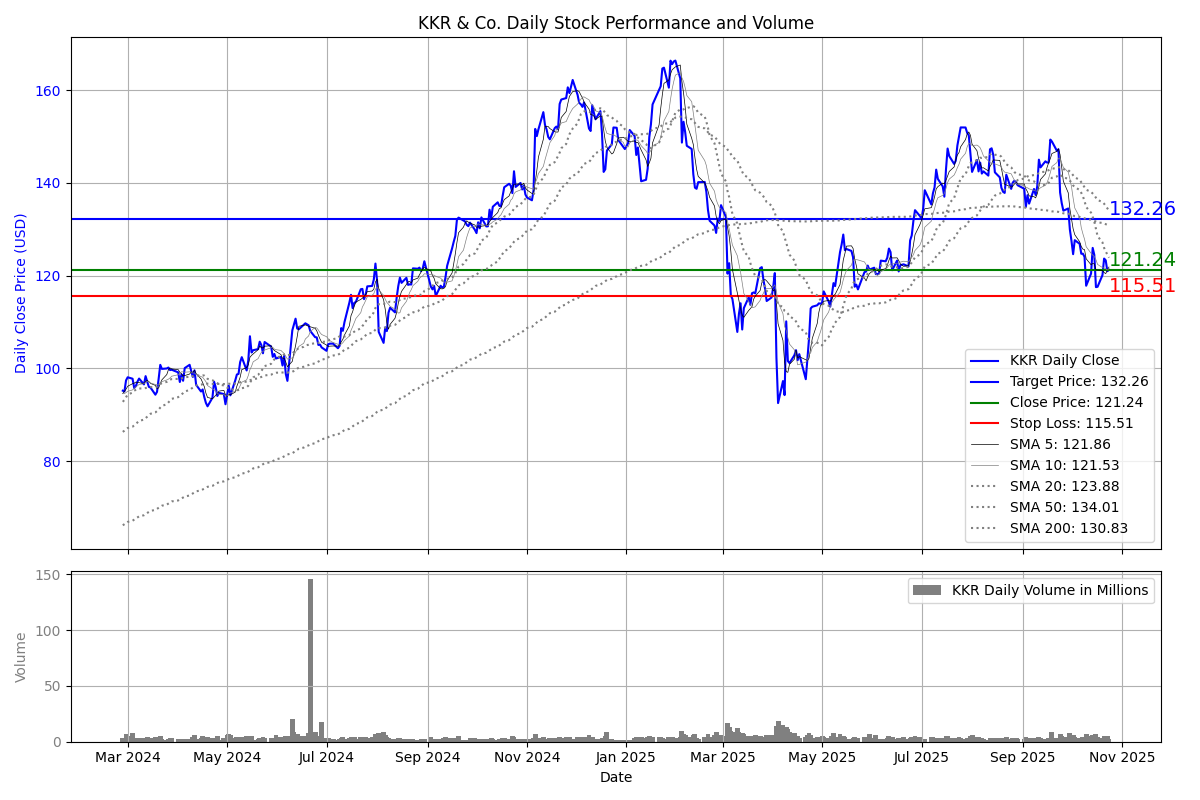 KKR & Co. Daily Stock Performance and Volume
Daily Close Price (USD)
160
140
120
100
80
132.26
121.24
115.51
KKR Daily Close
Target Price: 132.26
Close Price: 121.24
Stop Loss: 115.51
SMA 5: 121.86
SMA 10: 121.53
SMA 20: 123.88
SMA 50: 134.01
SMA 200: 130.83
Volume
150
100
50
0
KKR Daily Volume in Millions
Mar 2024 May 2024 Jul 2024 Sep 2024 Nov 2024 Jan 2025 Mar 2025 May 2025 Jul 2025 Sep 2025 Nov 2025
Date